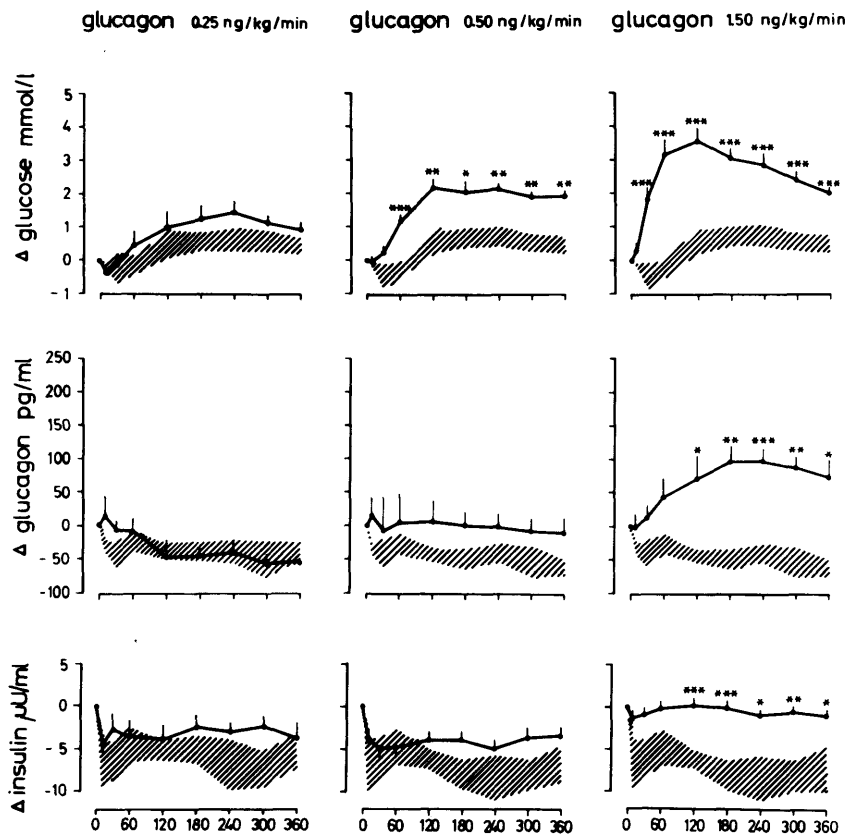 glucagon 0.25 ng/kg/min glucagon 0.50 ng/kg/min glucagon 1.50 ng/kg/min
Δ glucose mmol/l
5
4
3
2
1
0
-1
*** ** * ** ** **
*** *** *** *** *** *** ***
Δ glucagon pg/ml
250
200
150
100
50
0
-50
-100
* ** *** ** *
Δ insulin µU/ml
5
0
-5
-10
*** *** * ** *
0 60 120 180 240 300 360 0 60 120 180 240 300 360 0 60 120 180 240 300 360